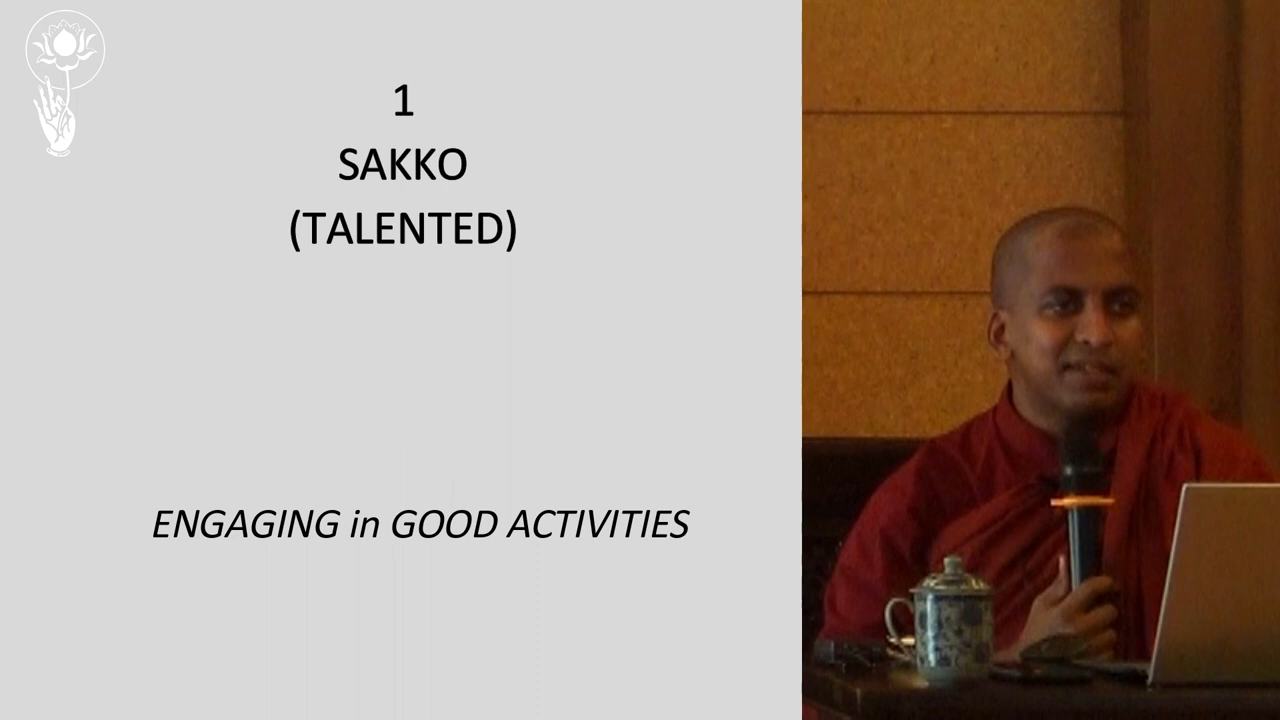 1
SAKKO
(TALENTED)
ENGAGING in GOOD ACTIVITIES